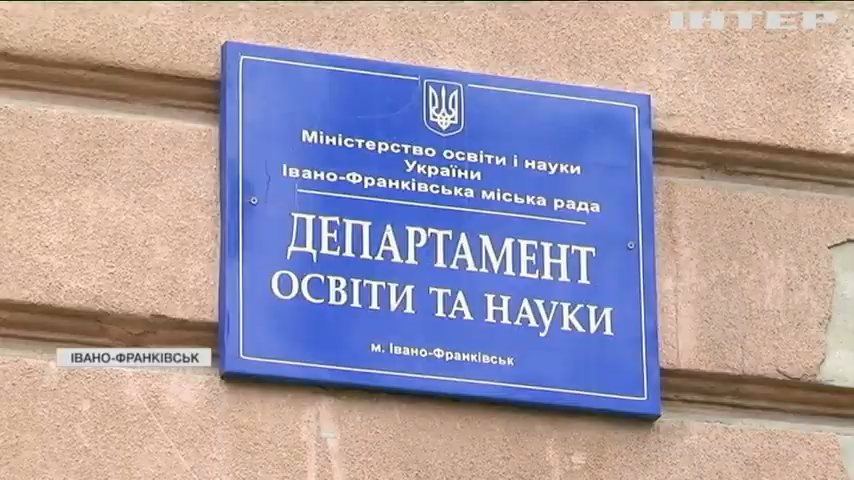 ІНТЕР
Міністерство освіти і науки
України
Івано-Франківська міська рада
ДЕПАРТАМЕНТ
ОСВІТИ ТА НАУКИ
м. Івано-Франківськ
ІВАНО-ФРАНКІВСЬК